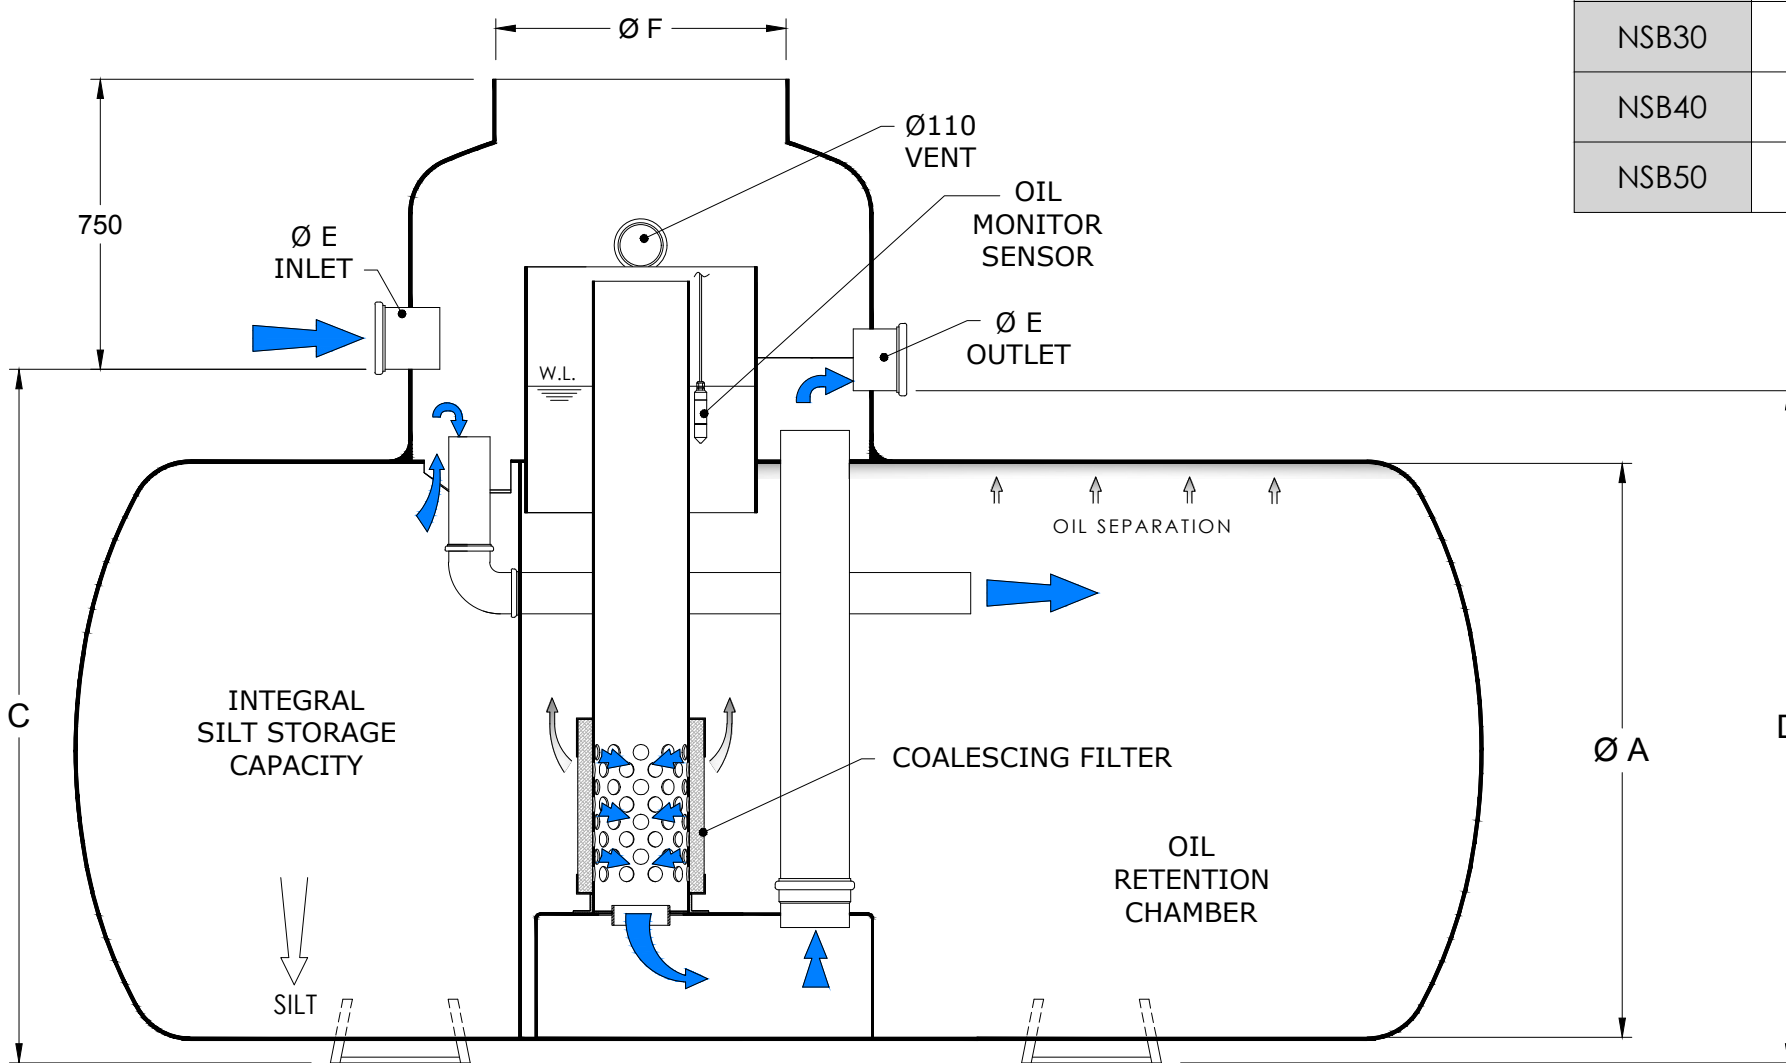 Ø F
NSB30
NSB40
NSB50
Ø110
VENT
750
OIL
MONITOR
SENSOR
Ø E
INLET
Ø E
OUTLET
W.L.
OIL SEPARATION
INTEGRAL
SILT STORAGE
CAPACITY
C
COALESCING FILTER
Ø A
OIL
RETENTION
CHAMBER
SILT